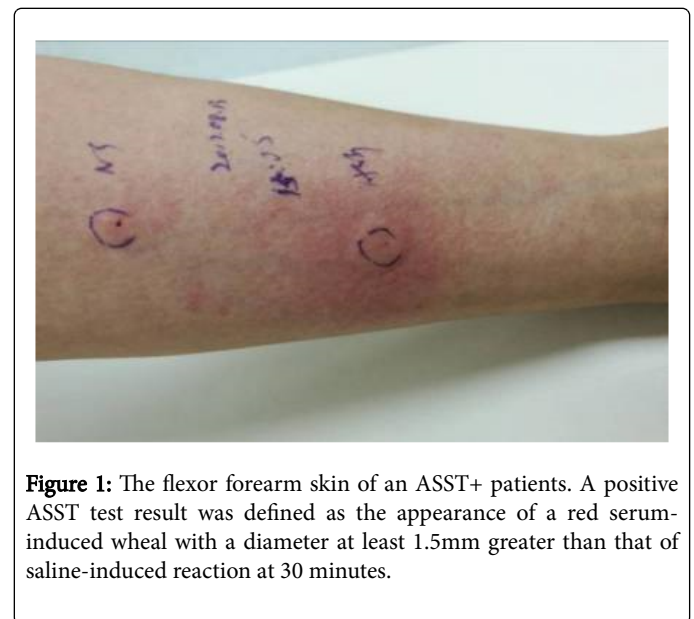 NS
Figure 1: The flexor forearm skin of an ASST+ patients. A positive
ASST test result was defined as the appearance of a red serum-
induced wheal with a diameter at least 1.5mm greater than that of
saline-induced reaction at 30 minutes.